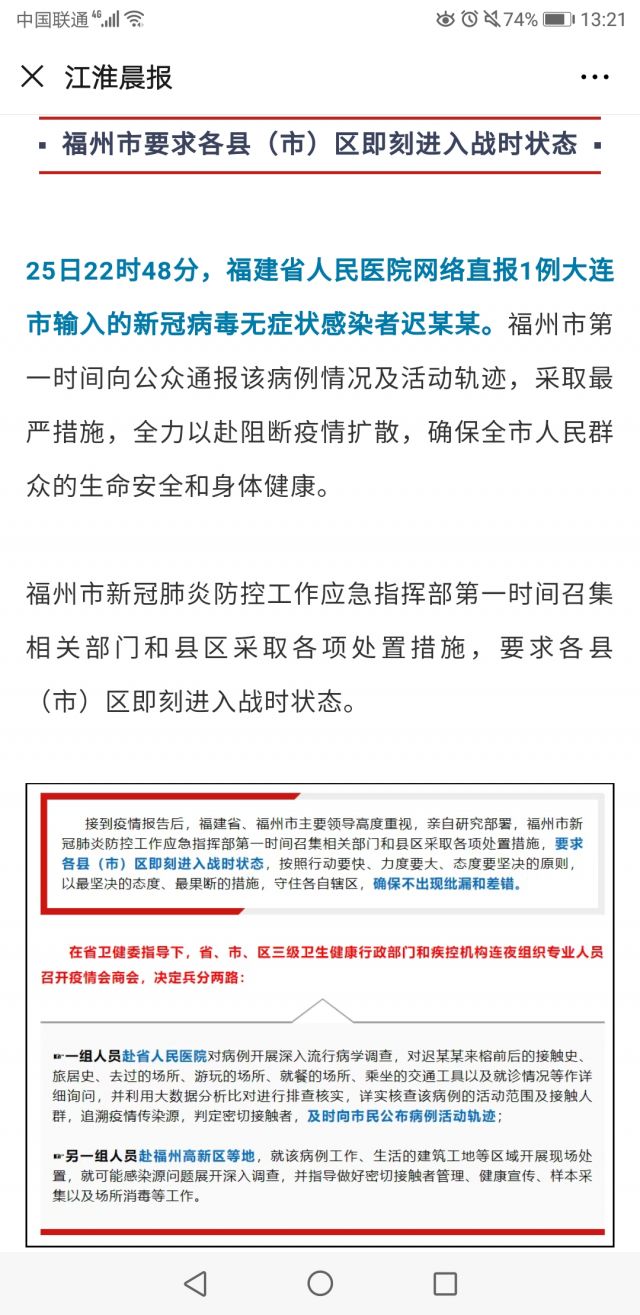 中国联通 4G 74% 13:21
江淮晨报
福州市要求各县（市）区即刻进入战时状态
25日22时48分，福建省人民医院网络直报1例大连
市输入的新冠病毒无症状感染者迟某某。福州市第
一时间向公众通报该病例情况及活动轨迹，采取最
严措施，全力以赴阻断疫情扩散，确保全市人民群
众的生命安全和身体健康。
福州市新冠肺炎防控工作应急指挥部第一时间召集
相关部门和县区采取各项处置措施，要求各县
（市）区即刻进入战时状态。
接到疫情报告后，福建省、福州市主要领导高度重视，亲自研究部署，福州市新
冠肺炎防控工作应急指挥部第一时间召集相关部门和县区采取各项处置措施，要求
各县（市）区即刻进入战时状态，按照行动要快、力度要大、态度要坚决的原则，
以最坚决的态度、最果断的措施，守住各自辖区，确保不出现纰漏和差错。
在省卫健委指导下，省、市、区三级卫生健康行政部门和疾控机构连夜组织专业人员
召开疫情会商会，决定兵分两路：
☛一组人员赴省人民医院对病例开展深入流行病学调查，对迟某某来榕前后的接触史、
旅居史、去过的场所、游玩的场所、就餐的场所、乘坐的交通工具以及就诊情况等作详
细询问，并利用大数据分析比对进行排查核实，详实核查该病例的活动范围及接触人
群，追溯疫情传染源，判定密切接触者，及时向市民公布病例活动轨迹；
☛另一组人员赴福州高新区等地，就该病例工作、生活的建筑工地等区域开展现场处
置，就可能感染源问题展开深入调查，并指导做好密切接触者管理、健康宣传、样本采
集以及场所消毒等工作。